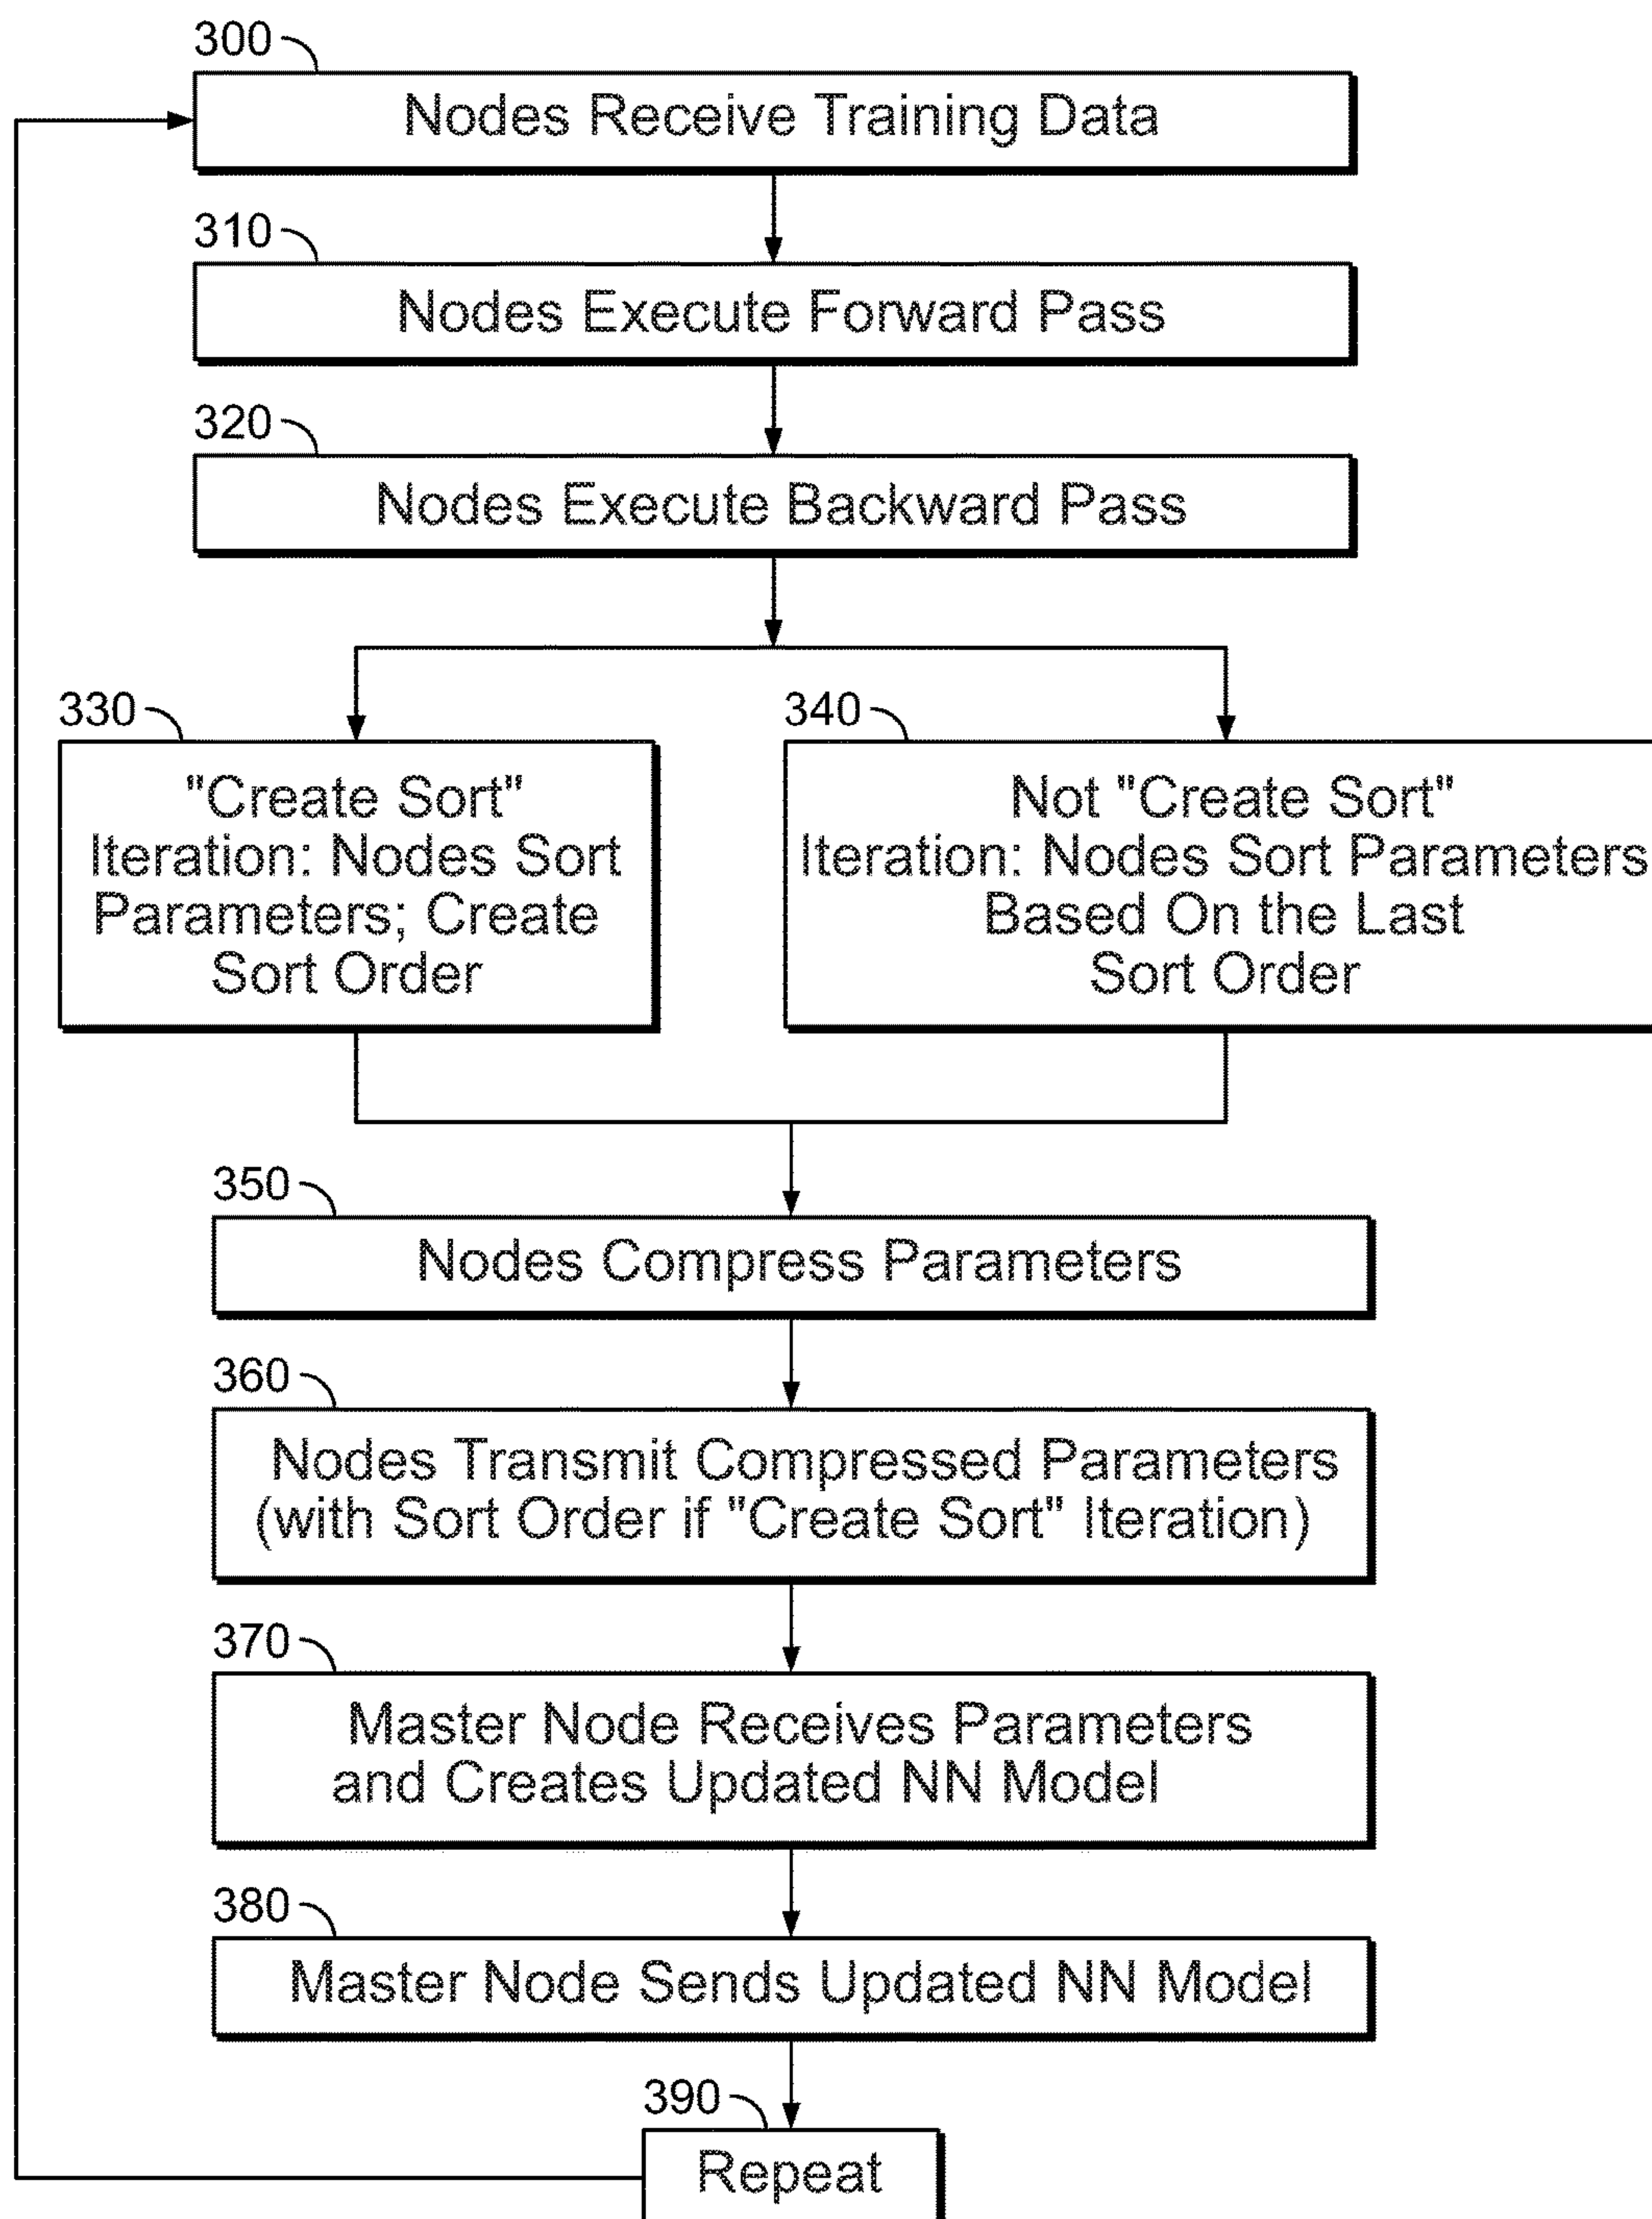 300
Nodes Receive Training Data
310
Nodes Execute Forward Pass
320
Nodes Execute Backward Pass
330
"Create Sort"
Iteration: Nodes Sort
Parameters; Create
Sort Order
340
Not "Create Sort"
Iteration: Nodes Sort Parameters
Based On the Last
Sort Order
350
Nodes Compress Parameters
360
Nodes Transmit Compressed Parameters
(with Sort Order if "Create Sort" Iteration)
370
Master Node Receives Parameters
and Creates Updated NN Model
380
Master Node Sends Updated NN Model
390
Repeat